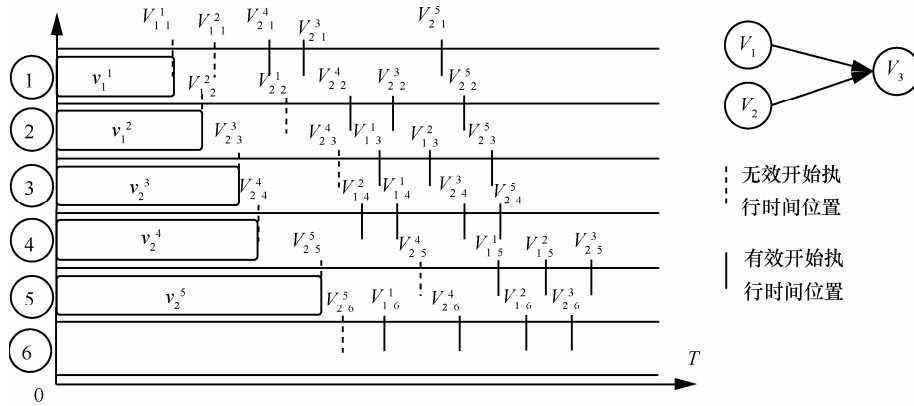 V₁¹₁ V₁²₁ V₂⁴₁ V₂³₁ V₂⁵₁
① v₁¹ V₁²₂ V₂¹₂ V₂⁴₂ V₂³₂ V₂⁵₂
② v₁² V₂³₃ V₂⁴₃ V₁¹₃ V₁²₃ V₂⁵₃
③ v₂³ V₂⁴₄ V₁²₄ V₁¹₄ V₂³₄ V₂⁵₄
④ v₂⁴ V₂⁵₅ V₂⁴₅ V₁¹₅ V₁²₅ V₂³₅
⑤ v₂⁵ V₂⁵₆ V₁¹₆ V₂⁴₆ V₁²₆ V₂³₆
⑥
T
0
V₁
V₂
V₃
无效开始执
行时间位置
有效开始执
行时间位置